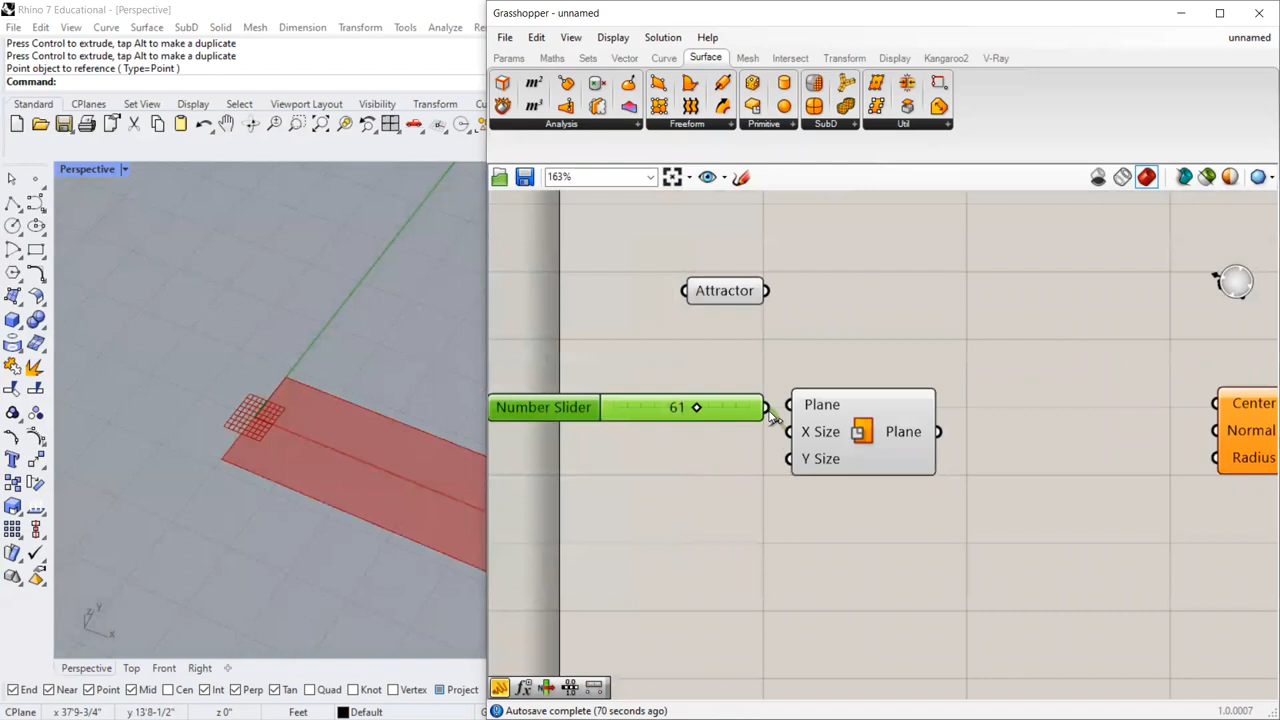 Rhino 7 Educational - [Perspective]
File Edit View Curve Surface SubD Solid Mesh Dimension Transform Tools Analyze
Press Control to extrude, tap Alt to make a duplicate
Press Control to extrude, tap Alt to make a duplicate
Point object to reference ( Type=Point )
Command:
Standard CPlanes Set View Display Select Viewport Layout Visibility Transform
Perspective
z y
x
Perspective Top Front Right
End Near Point Mid Cen Int Perp Tan Quad Knot Vertex Project
CPlane x 37'9-3/4" y 13'8-1/2" z 0" Feet Default
Grasshopper - unnamed
File Edit View Display Solution Help unnamed
Params Maths Sets Vector Curve Surface Mesh Intersect Transform Display Kangaroo2 V-Ray
m²
m³
Analysis Freeform Primitive SubD Util
163%
Attractor
Number Slider 61
Plane
X Size Plane
Y Size
Center
Normal
Radius
Autosave complete (70 seconds ago) 1.0.0007